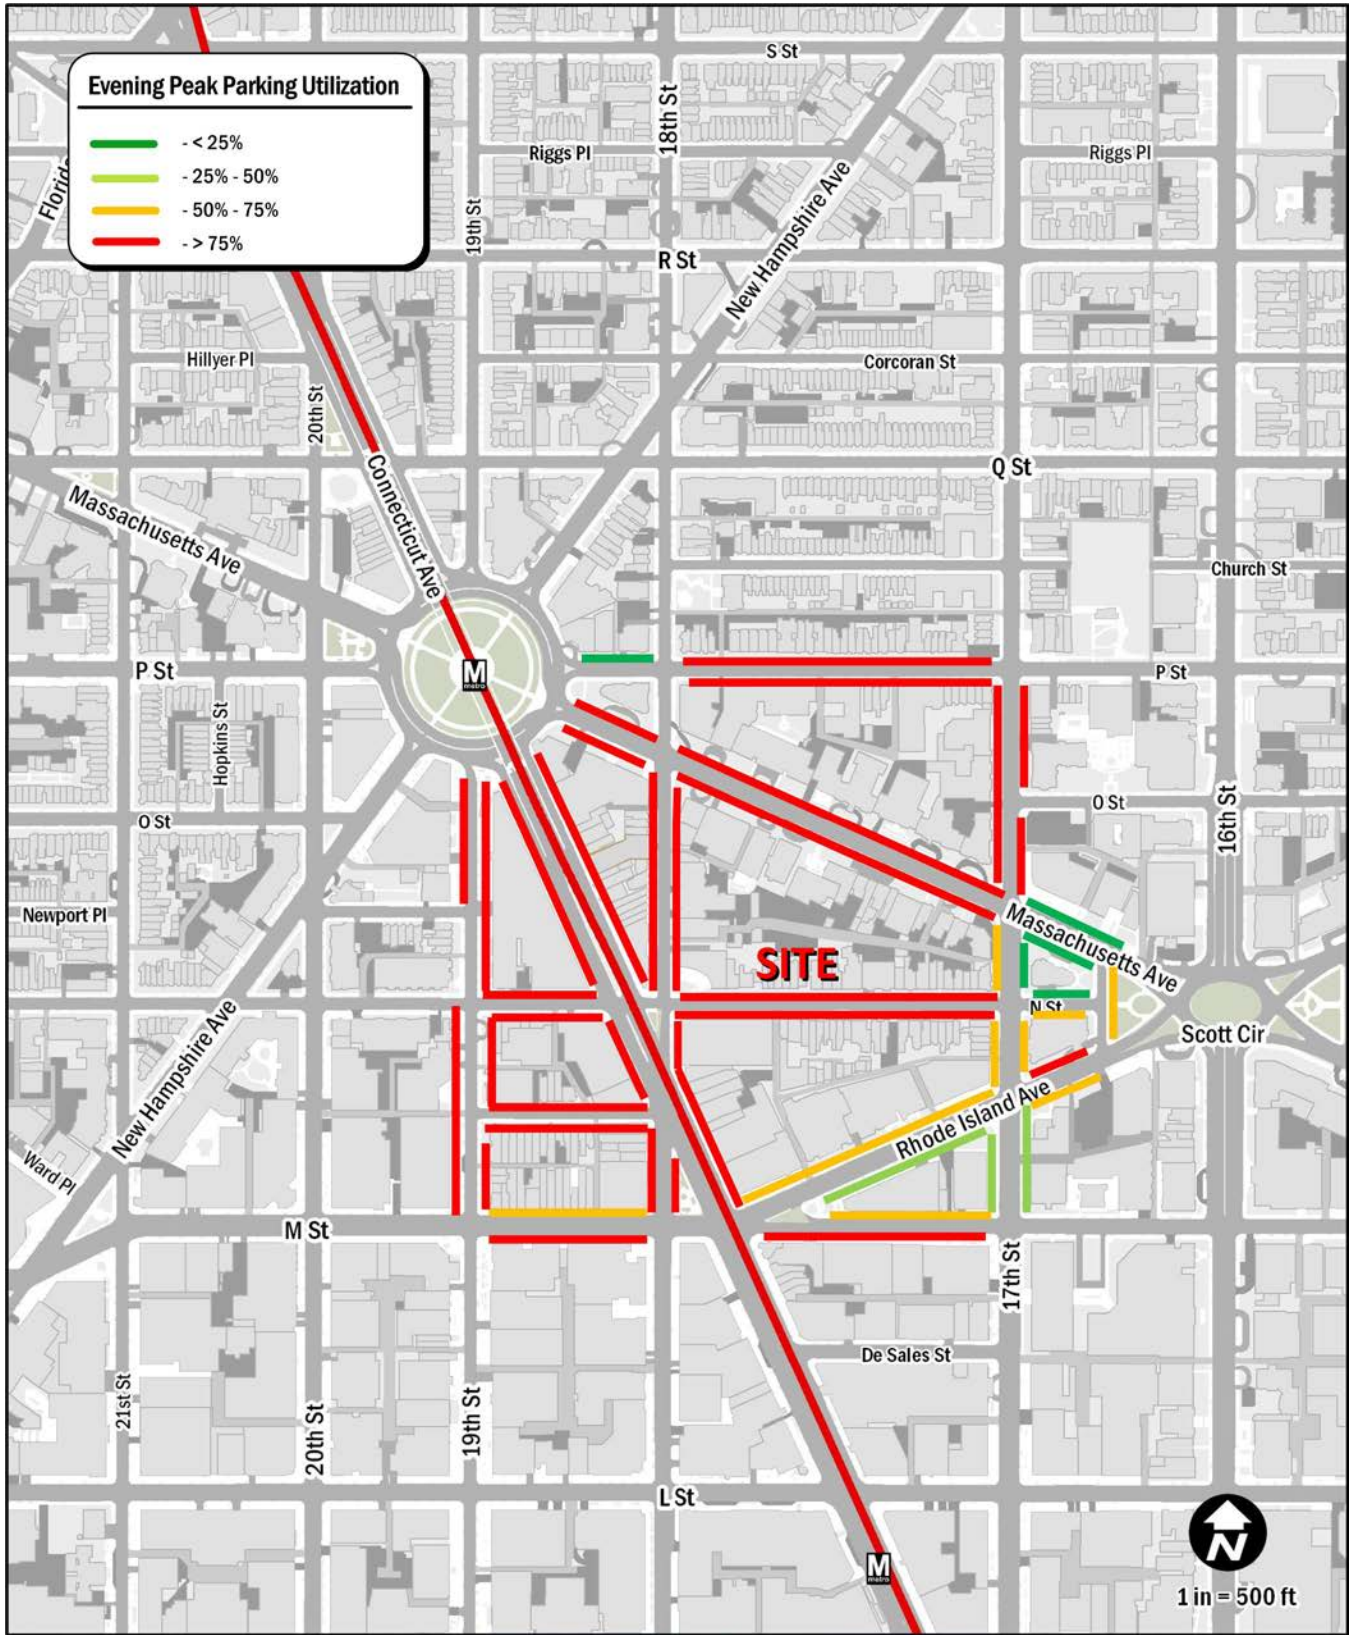 S St
Evening Peak Parking Utilization
- < 25%
- 25% - 50%
- 50% - 75%
- > 75%
18th St
Riggs Pl
Riggs Pl
Florid
19th St
New Hampshire Ave
R St
Hillyer Pl
Corcoran St
20th St
Connecticut Ave
Q St
Massachusetts Ave
Church St
P St
M
metro
P St
Hopkins St
O St
O St
16th St
Newport Pl
Massachusetts Ave
SITE
N St
Scott Cir
New Hampshire Ave
Rhode Island Ave
Ward Pl
M St
17th St
De Sales St
21st St
20th St
19th St
L St
M
metro
N
1 in = 500 ft